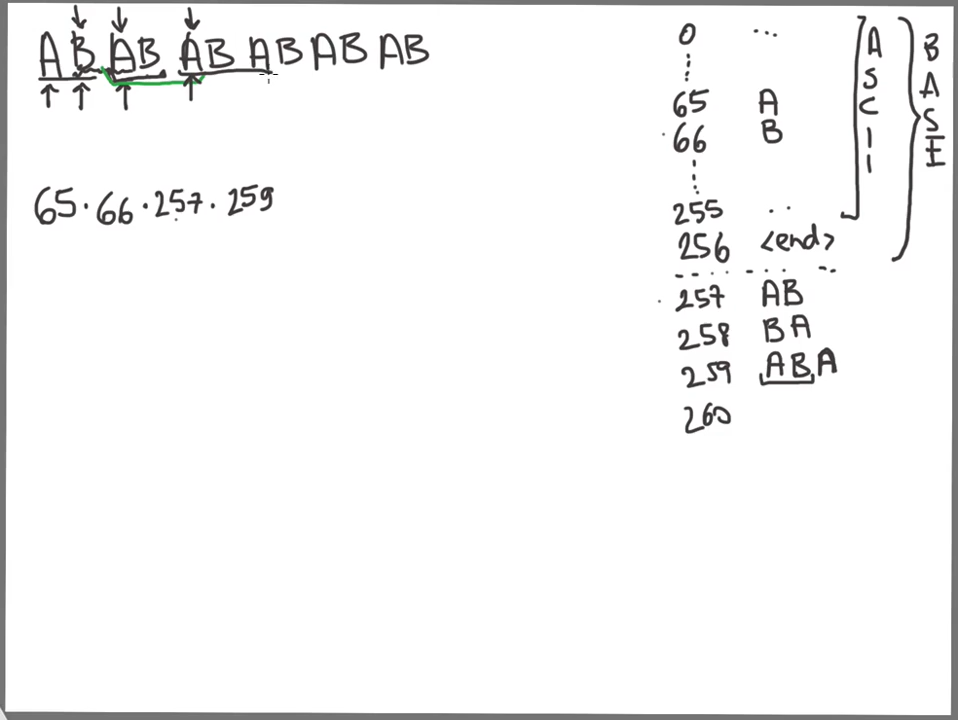 AB AB AB AB AB AB
65 · 66 · 257 · 259
0 ...
65 A
66 B
255 ..
256 <end>
257 AB
258 BA
259 ABA
260
ASCII
BASE